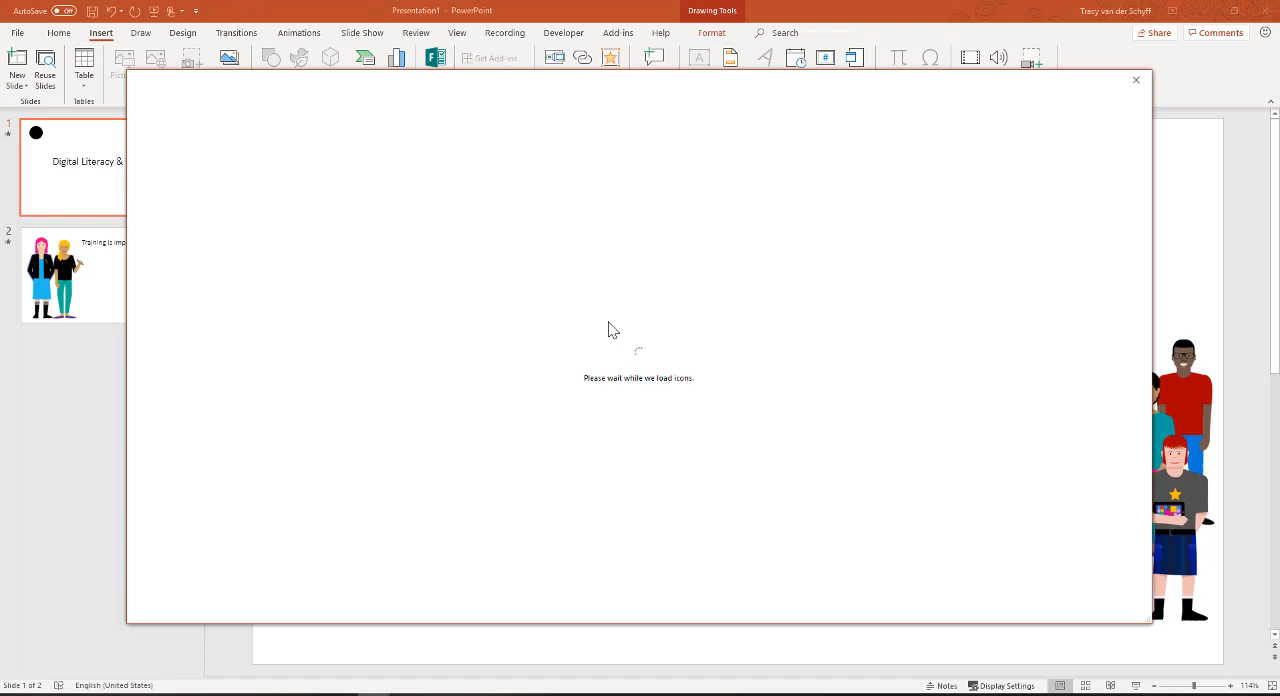 AutoSave Off
Presentation1 - PowerPoint
Drawing Tools
Tracy van der Schyff
File Home Insert Draw Design Transitions Animations Slide Show Review View Recording Developer Add-ins Help Format Search
Share Comments
New Slide
Reuse Slides
Table
Get Add-ins
Slides
Tables
1
Digital Literacy &
2
Training is imp
Please wait while we load icons.
Slide 1 of 2 English (United States) Notes Display Settings 114%